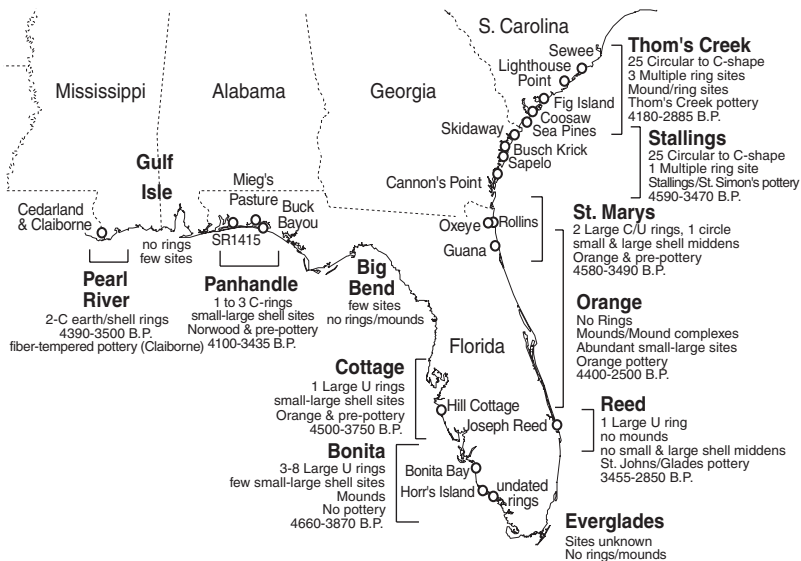 S. Carolina
Sewee
Lighthouse
Point
Thom's Creek
25 Circular to C-shape
3 Multiple ring sites
Mound/ring sites
Thom's Creek pottery
4180-2885 B.P.
Mississippi
Alabama
Georgia
Fig Island
Coosaw
Sea Pines
Skidaway
Busch Krick
Sapelo
Cannon's Point
Stallings
25 Circular to C-shape
1 Multiple ring site
Stallings/St. Simon's pottery
4590-3470 B.P.
Gulf
Isle
no rings
few sites
Mieg's
Pasture
Buck
Bayou
SR1415
Cedarland
& Claiborne
Oxeye
Rollins
Guana
St. Marys
2 Large C/U rings, 1 circle
small & large shell middens
Orange & pre-pottery
4580-3490 B.P.
Pearl
River
2-C earth/shell rings
4390-3500 B.P.
fiber-tempered pottery (Claiborne)
Panhandle
1 to 3 C-rings
small-large shell sites
Norwood & pre-pottery
4100-3435 B.P.
Big
Bend
few sites
no rings/mounds
Orange
No Rings
Mounds/Mound complexes
Abundant small-large sites
Orange pottery
4400-2500 B.P.
Florida
Cottage
1 Large U rings
small-large shell sites
Orange & pre-pottery
4500-3750 B.P.
Hill Cottage
Joseph Reed
Reed
1 Large U ring
no mounds
no small & large shell middens
St. Johns/Glades pottery
3455-2850 B.P.
Bonita
3-8 Large U rings
few small-large shell sites
Mounds
No pottery
4660-3870 B.P.
Bonita Bay
Horr's Island
undated
rings
Everglades
Sites unknown
No rings/mounds